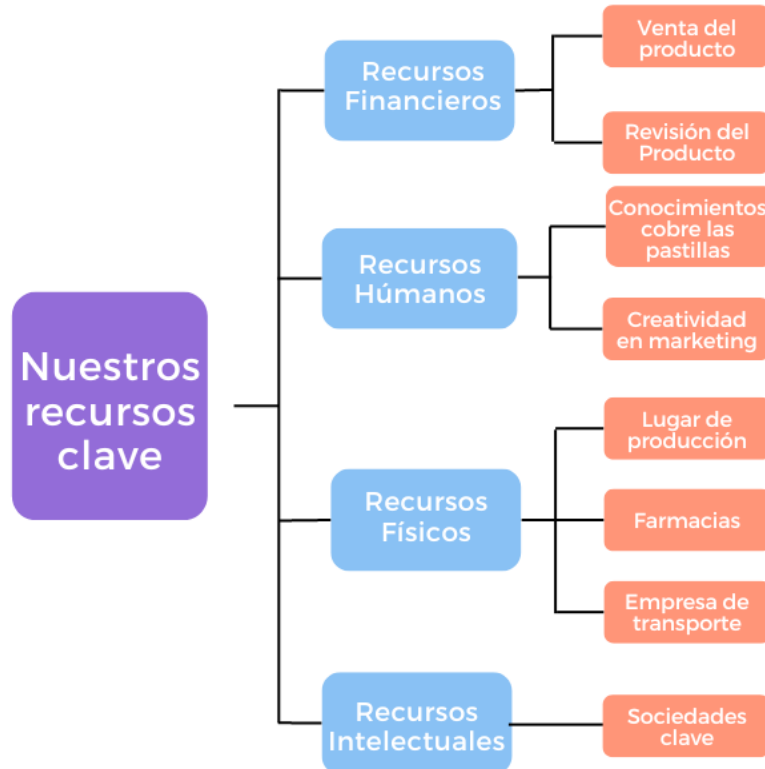 Nuestros
recursos
clave
Recursos
Financieros
Venta del
producto
Revisión del
Producto
Recursos
Húmanos
Conocimientos
cobre las
pastillas
Creatividad
en marketing
Recursos
Físicos
Lugar de
producción
Farmacias
Empresa de
transporte
Recursos
Intelectuales
Sociedades
clave